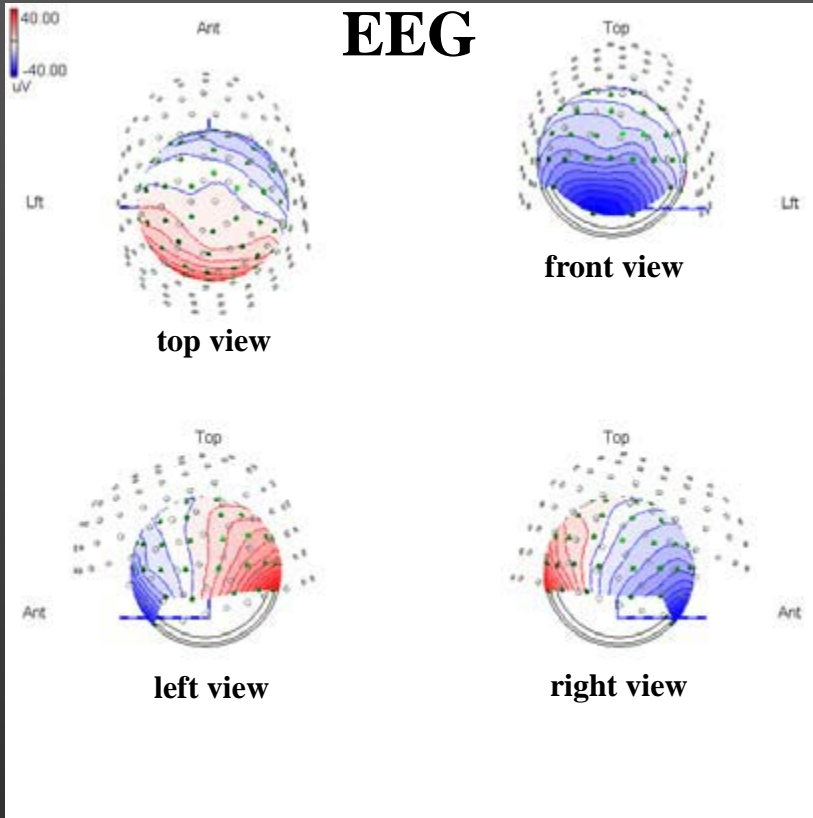 40.00
-40.00
uV
EEG
Ant
Top
Lft
Lft
top view
front view
Top
Top
Ant
Ant
left view
right view